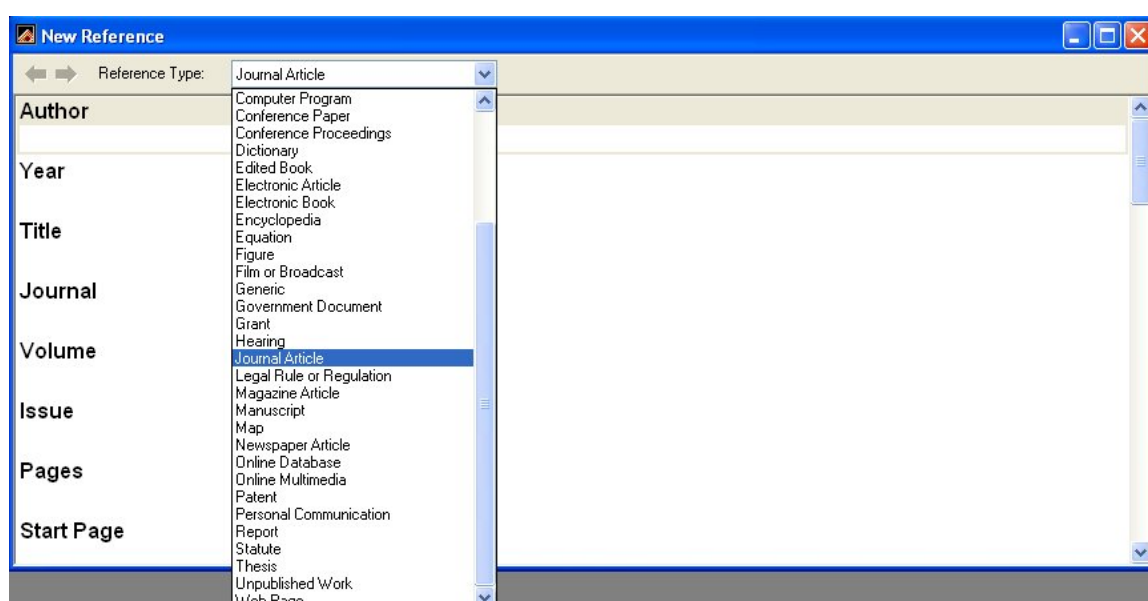 New Reference
Reference Type:
Journal Article
Author
Year
Title
Journal
Volume
Issue
Pages
Start Page
Computer Program
Conference Paper
Conference Proceedings
Dictionary
Edited Book
Electronic Article
Electronic Book
Encyclopedia
Equation
Figure
Film or Broadcast
Generic
Government Document
Grant
Hearing
Journal Article
Legal Rule or Regulation
Magazine Article
Manuscript
Map
Newspaper Article
Online Database
Online Multimedia
Patent
Personal Communication
Report
Statute
Thesis
Unpublished Work
Web Page